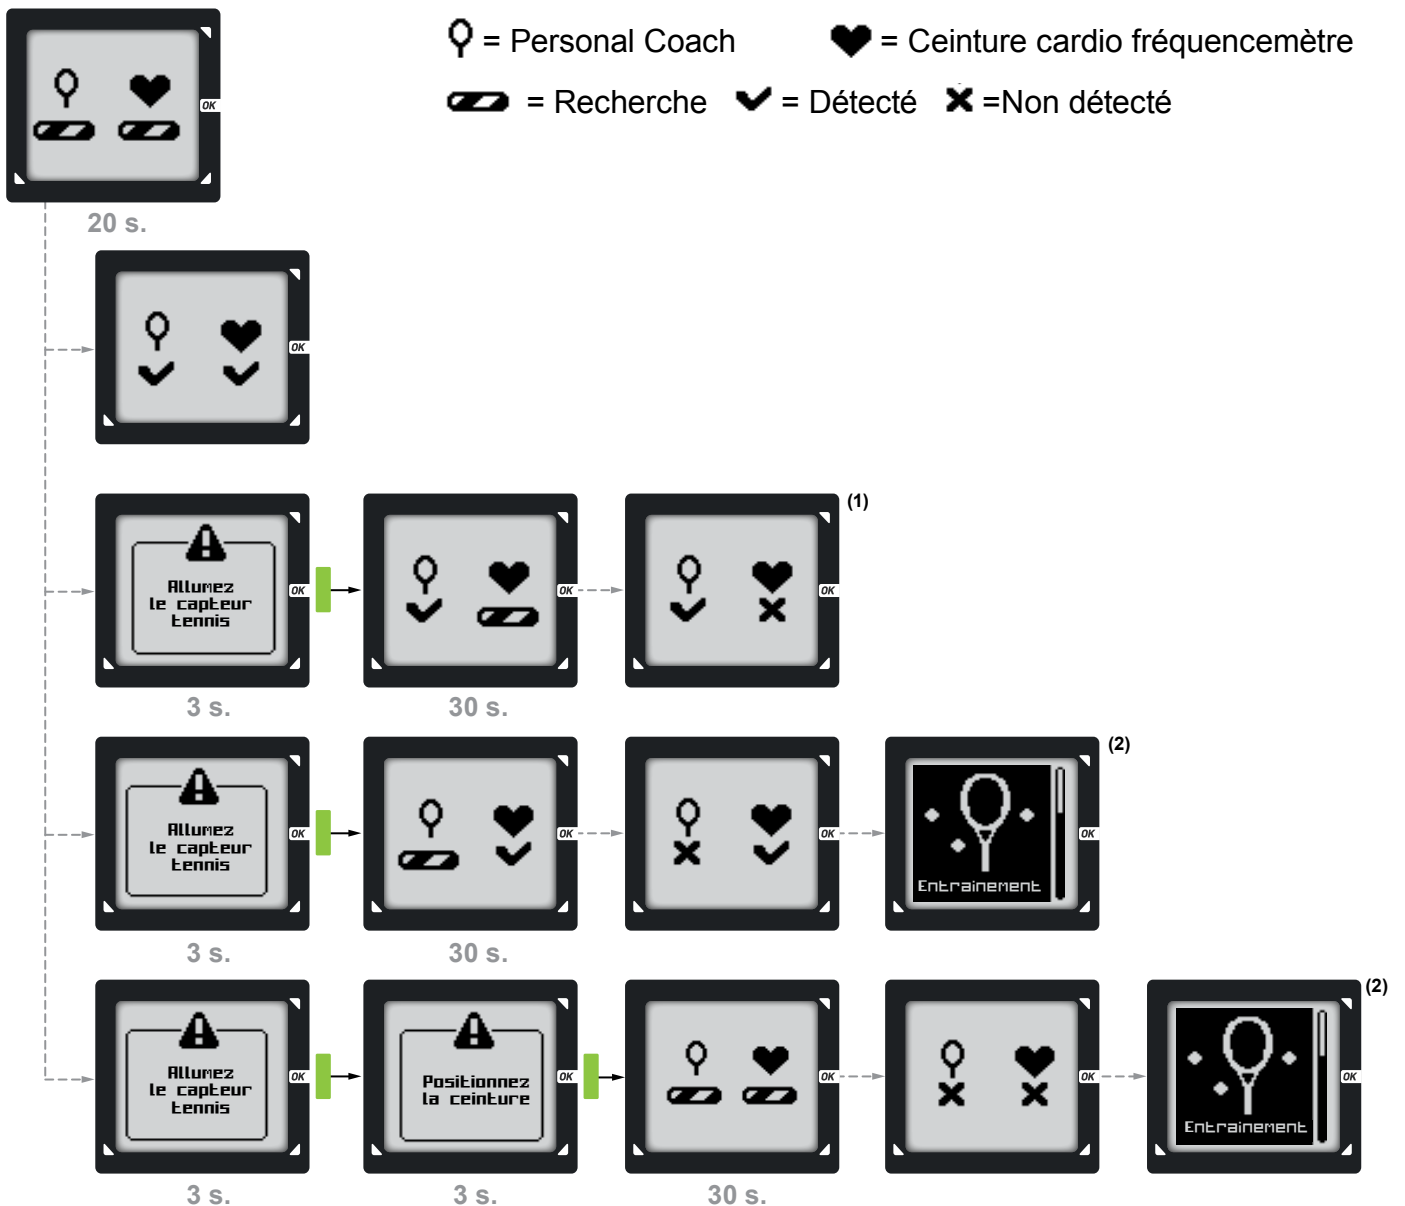 = Personal Coach
= Ceinture cardio fréquencemètre
= Recherche
= Détecté
=Non détecté
OK
20 s.
OK
(1)
Allumez
le capteur
tennis
OK
OK
OK
3 s.
30 s.
(2)
Allumez
le capteur
tennis
OK
OK
OK
Entrainement
OK
3 s.
30 s.
(2)
Allumez
le capteur
tennis
OK
Positionnez
la ceinture
OK
OK
OK
Entrainement
OK
3 s.
3 s.
30 s.